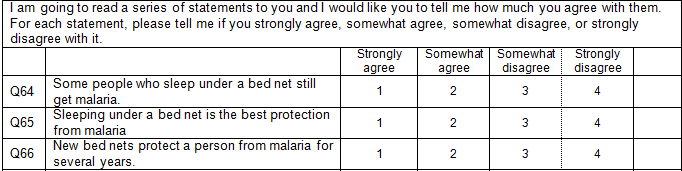 I am going to read a series of statements to you and I would like you to tell me how much you agree with them.
For each statement, please tell me if you strongly agree, somewhat agree, somewhat disagree, or strongly
disagree with it.
Strongly agree Somewhat agree Somewhat disagree Strongly disagree
Q64 Some people who sleep under a bed net still get malaria. 1 2 3 4
Q65 Sleeping under a bed net is the best protection from malaria 1 2 3 4
Q66 New bed nets protect a person from malaria for several years. 1 2 3 4